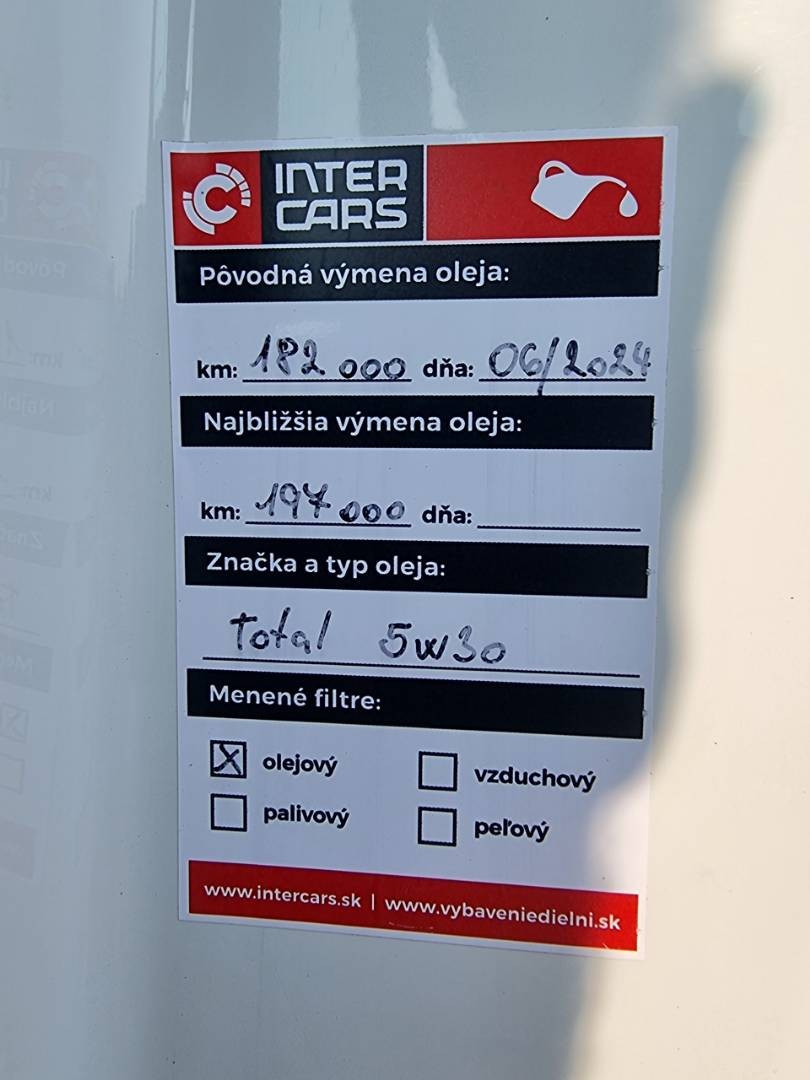 INTER
CARS
Pôvodná výmena oleja:
km: 182 000 dňa: 06/2024
Najbližšia výmena oleja:
km: 197 000 dňa:
Značka a typ oleja:
Total 5W30
Menené filtre:
X olejový vzduchový
palivový peľový
www.intercars.sk | www.vybaveniedielni.sk